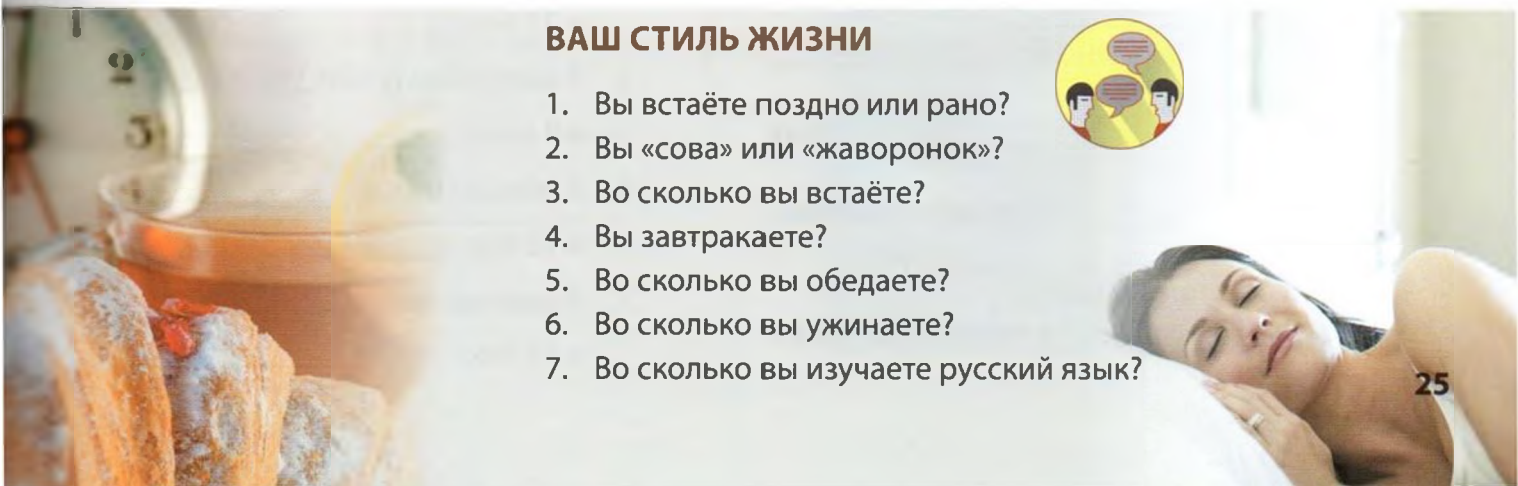 ВАШ СТИЛЬ ЖИЗНИ
1. Вы встаёте поздно или рано?
2. Вы «сова» или «жаворонок»?
3. Во сколько вы встаёте?
4. Вы завтракаете?
5. Во сколько вы обедаете?
6. Во сколько вы ужинаете?
7. Во сколько вы изучаете русский язык?
25